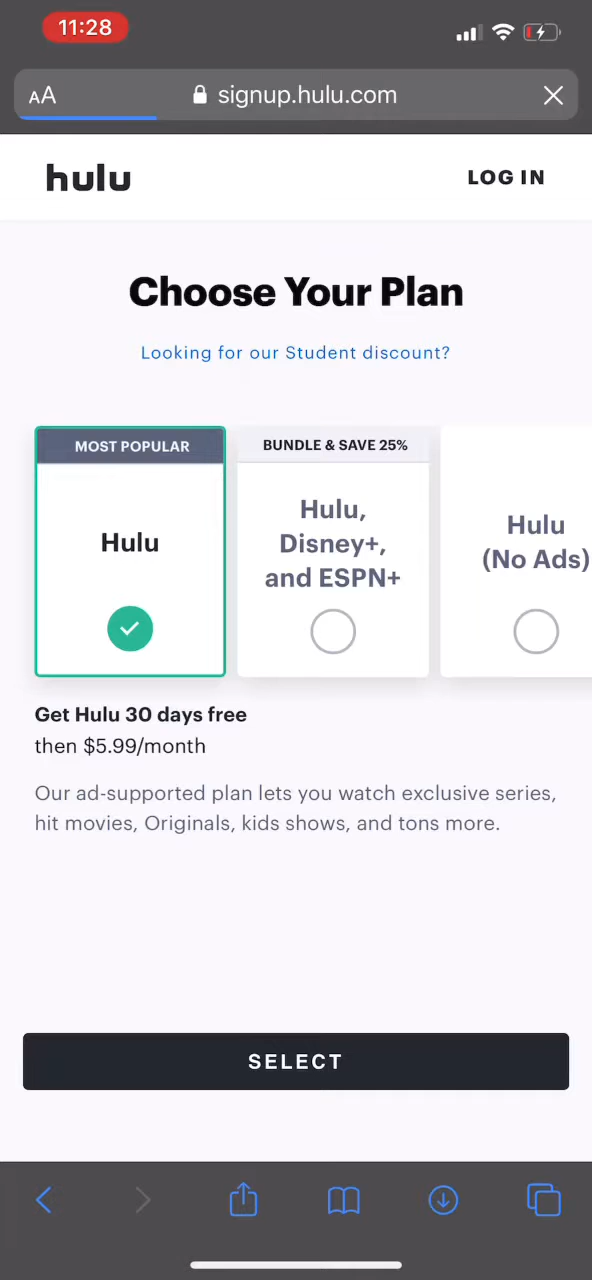 11:28
AA
signup.hulu.com
hulu
LOG IN
Choose Your Plan
Looking for our Student discount?
MOST POPULAR
Hulu
BUNDLE & SAVE 25%
Hulu,
Disney+,
and ESPN+
Hulu
(No Ads)
Get Hulu 30 days free
then $5.99/month
Our ad-supported plan lets you watch exclusive series,
hit movies, Originals, kids shows, and tons more.
SELECT